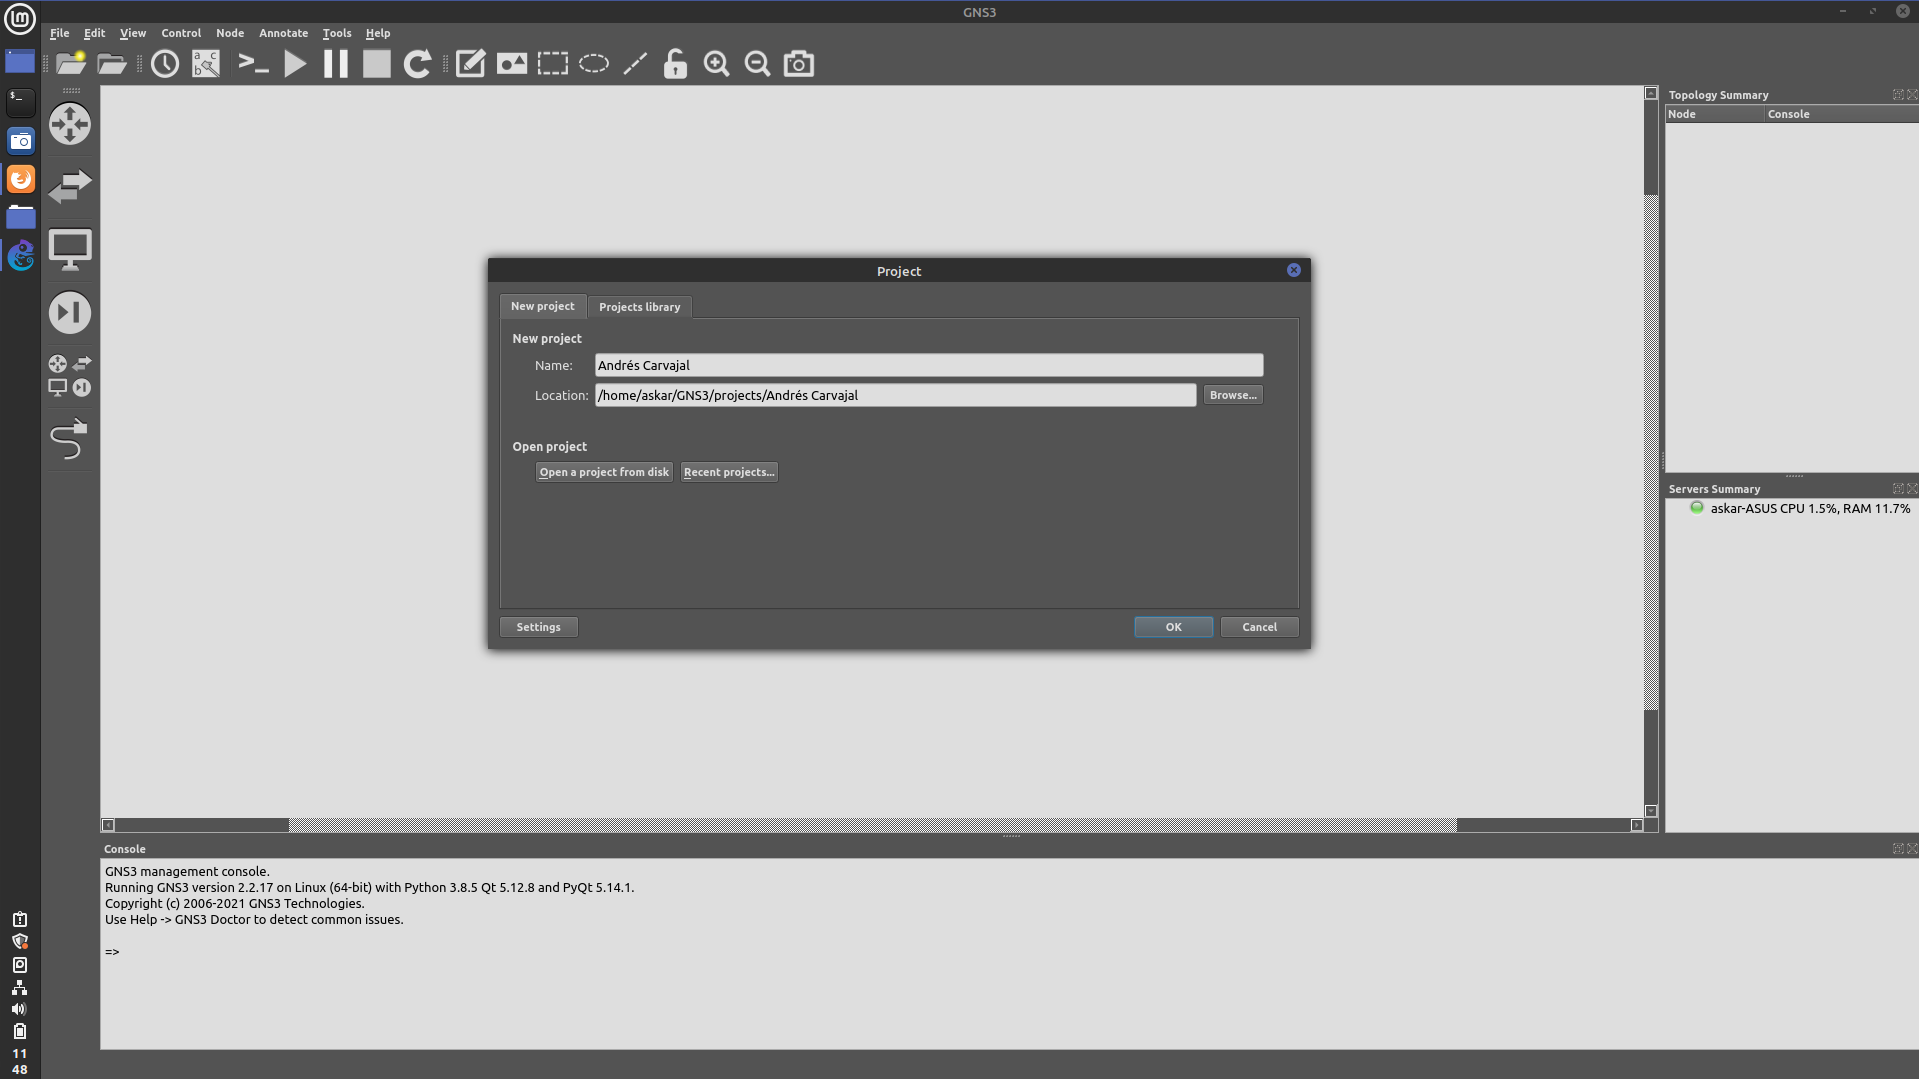 GNS3
File Edit View Control Node Annotate Tools Help
Topology Summary
Node Console
Project
New project Projects library
New project
Name: Andrés Carvajal
Location: /home/askar/GNS3/projects/Andrés Carvajal Browse...
Open project
Open a project from disk Recent projects...
Settings OK Cancel
Servers Summary
askar-ASUS CPU 1.5%, RAM 11.7%
Console
GNS3 management console.
Running GNS3 version 2.2.17 on Linux (64-bit) with Python 3.8.5 Qt 5.12.8 and PyQt 5.14.1.
Copyright (c) 2006-2021 GNS3 Technologies.
Use Help -> GNS3 Doctor to detect common issues.
=>
11
48